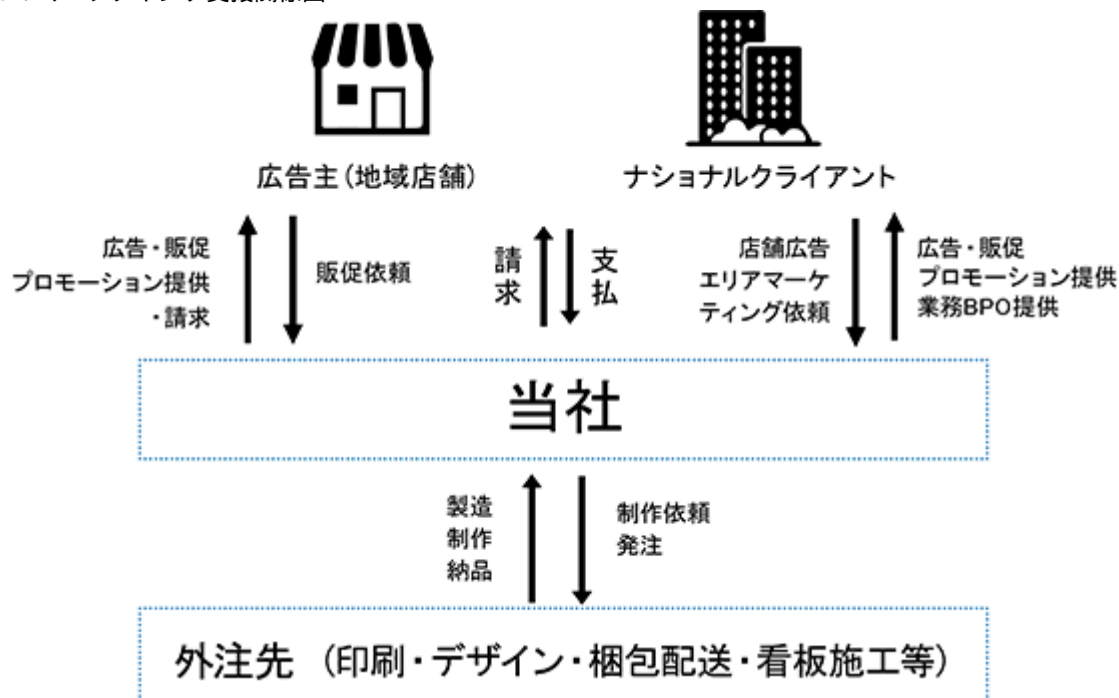 広告主（地域店舗）
ナショナルクライアント
広告・販促
プロモーション提供
・請求
販促依頼
請求
支払
店舗広告
エリアマーケ
ティング依頼
広告・販促
プロモーション提供
業務BPO提供
当社
製造
制作
納品
制作依頼
発注
外注先 （印刷・デザイン・梱包配送・看板施工等）